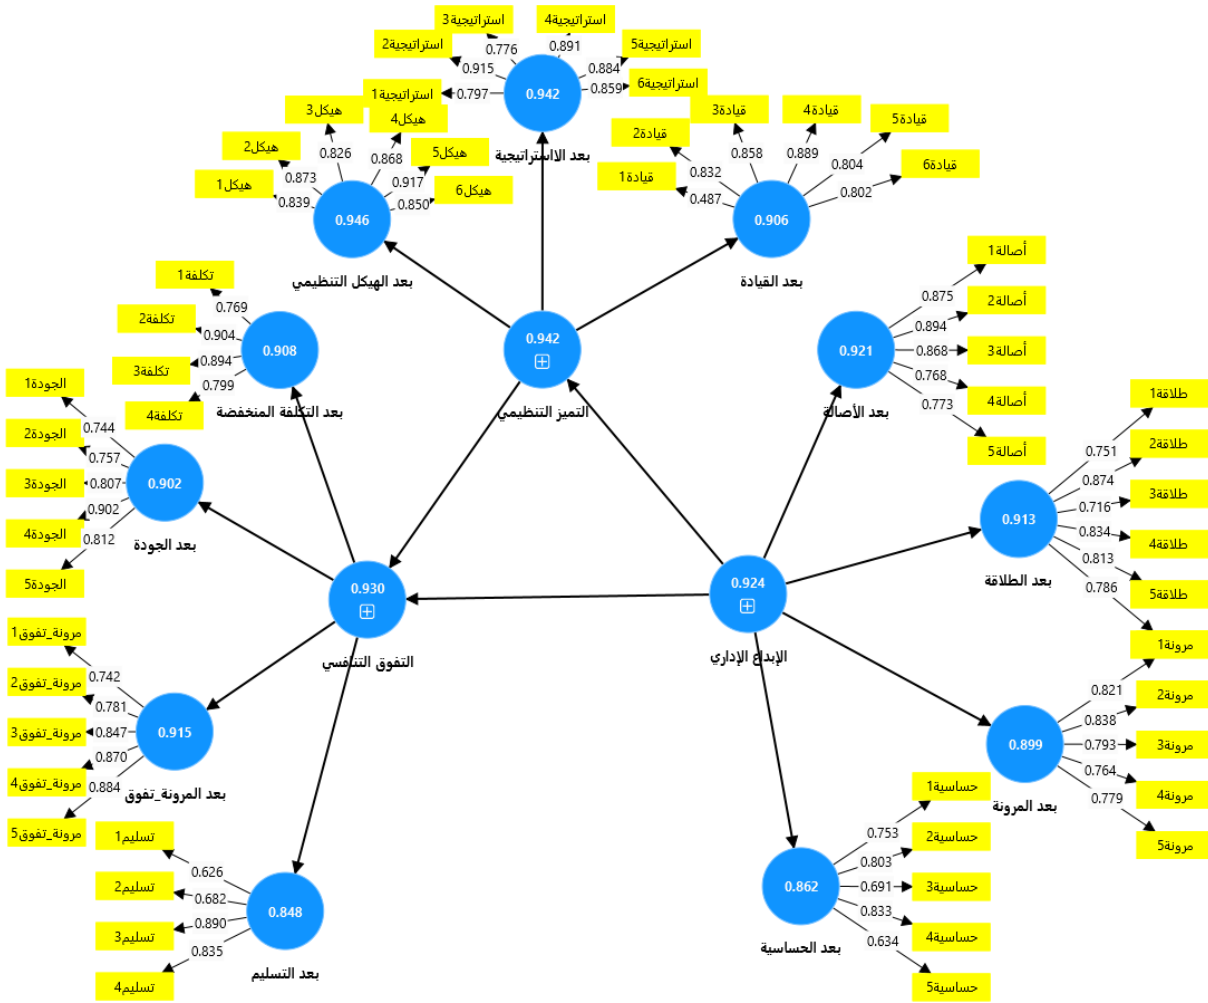 استراتيجية3
استراتيجية4
استراتيجية2
استراتيجية5
0.776
0.891
0.915
0.884
استراتيجية6
استراتيجية1
0.797
0.942
0.859
بعد الااستراتيجية
هيكل3
هيكل4
هيكل2
هيكل5
هيكل1
هيكل6
0.826
0.868
0.873
0.917
0.839
0.850
0.946
بعد الهيكل التنظيمي
قيادة3
قيادة4
قيادة5
قيادة2
قيادة6
قيادة1
0.858
0.889
0.804
0.832
0.802
0.487
0.906
بعد القيادة
أصالة1
0.875
أصالة2
0.894
0.921
0.868
أصالة3
0.768
أصالة4
0.773
أصالة5
بعد الأصالة
تكلفة1
0.769
تكلفة2
0.904
0.908
تكلفة3
0.894
0.799
تكلفة4
بعد التكلفة المنخفضة
0.942
التميز التنظيمي
الجودة1
0.744
الجودة2
0.757
الجودة3
0.807
0.902
0.902
الجودة4
0.812
الجودة5
بعد الجودة
طلاقة1
0.751
طلاقة2
0.874
طلاقة3
0.716
0.913
0.834
طلاقة4
0.813
طلاقة5
0.786
بعد الطلاقة
0.930
التفوق التنافسي
0.924
الإبداع الإداري
مرونة_تفوق1
0.742
مرونة_تفوق2
0.781
مرونة_تفوق3
0.847
0.915
0.870
مرونة_تفوق4
0.884
مرونة_تفوق5
بعد المرونة_تفوق
مرونة1
0.821
مرونة2
0.838
0.899
0.793
مرونة3
0.764
مرونة4
0.779
مرونة5
بعد المرونة
تسليم1
0.626
تسليم2
0.682
0.848
0.890
تسليم3
0.835
تسليم4
بعد التسليم
حساسية1
0.753
حساسية2
0.803
0.862
0.691
حساسية3
0.833
حساسية4
0.634
حساسية5
بعد الحساسية